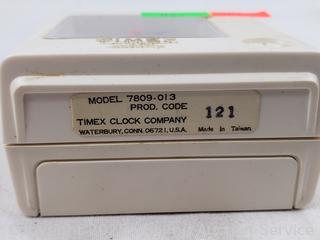 MODEL 7809-013
PROD. CODE 121
TIMEX CLOCK COMPANY
WATERBURY, CONN. 06721, U.S.A. Made in Taiwan